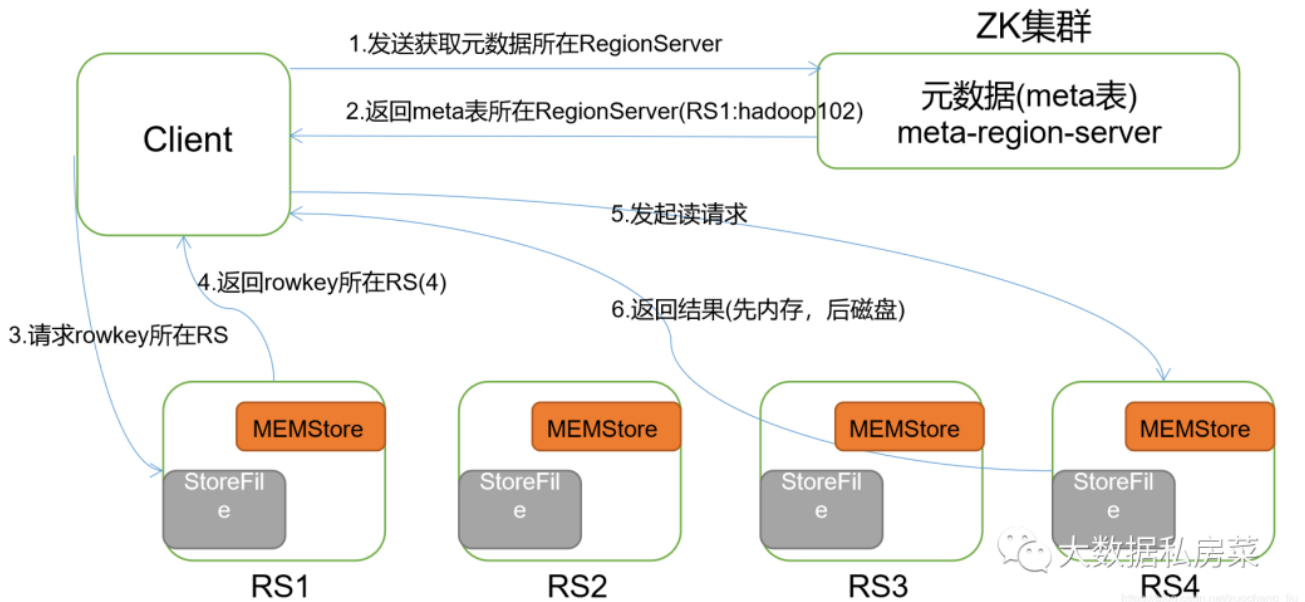 ZK集群
1.发送获取元数据所在RegionServer
元数据(meta表)
meta-region-server
2.返回meta表所在RegionServer(RS1:hadoop102)
Client
5.发起读请求
4.返回rowkey所在RS(4)
6.返回结果(先内存，后磁盘)
3.请求rowkey所在RS
MEMStore
MEMStore
MEMStore
MEMStore
StoreFil
e
StoreFil
e
StoreFil
e
StoreFil
e
大数据私房菜
RS1
RS2
RS3
RS4